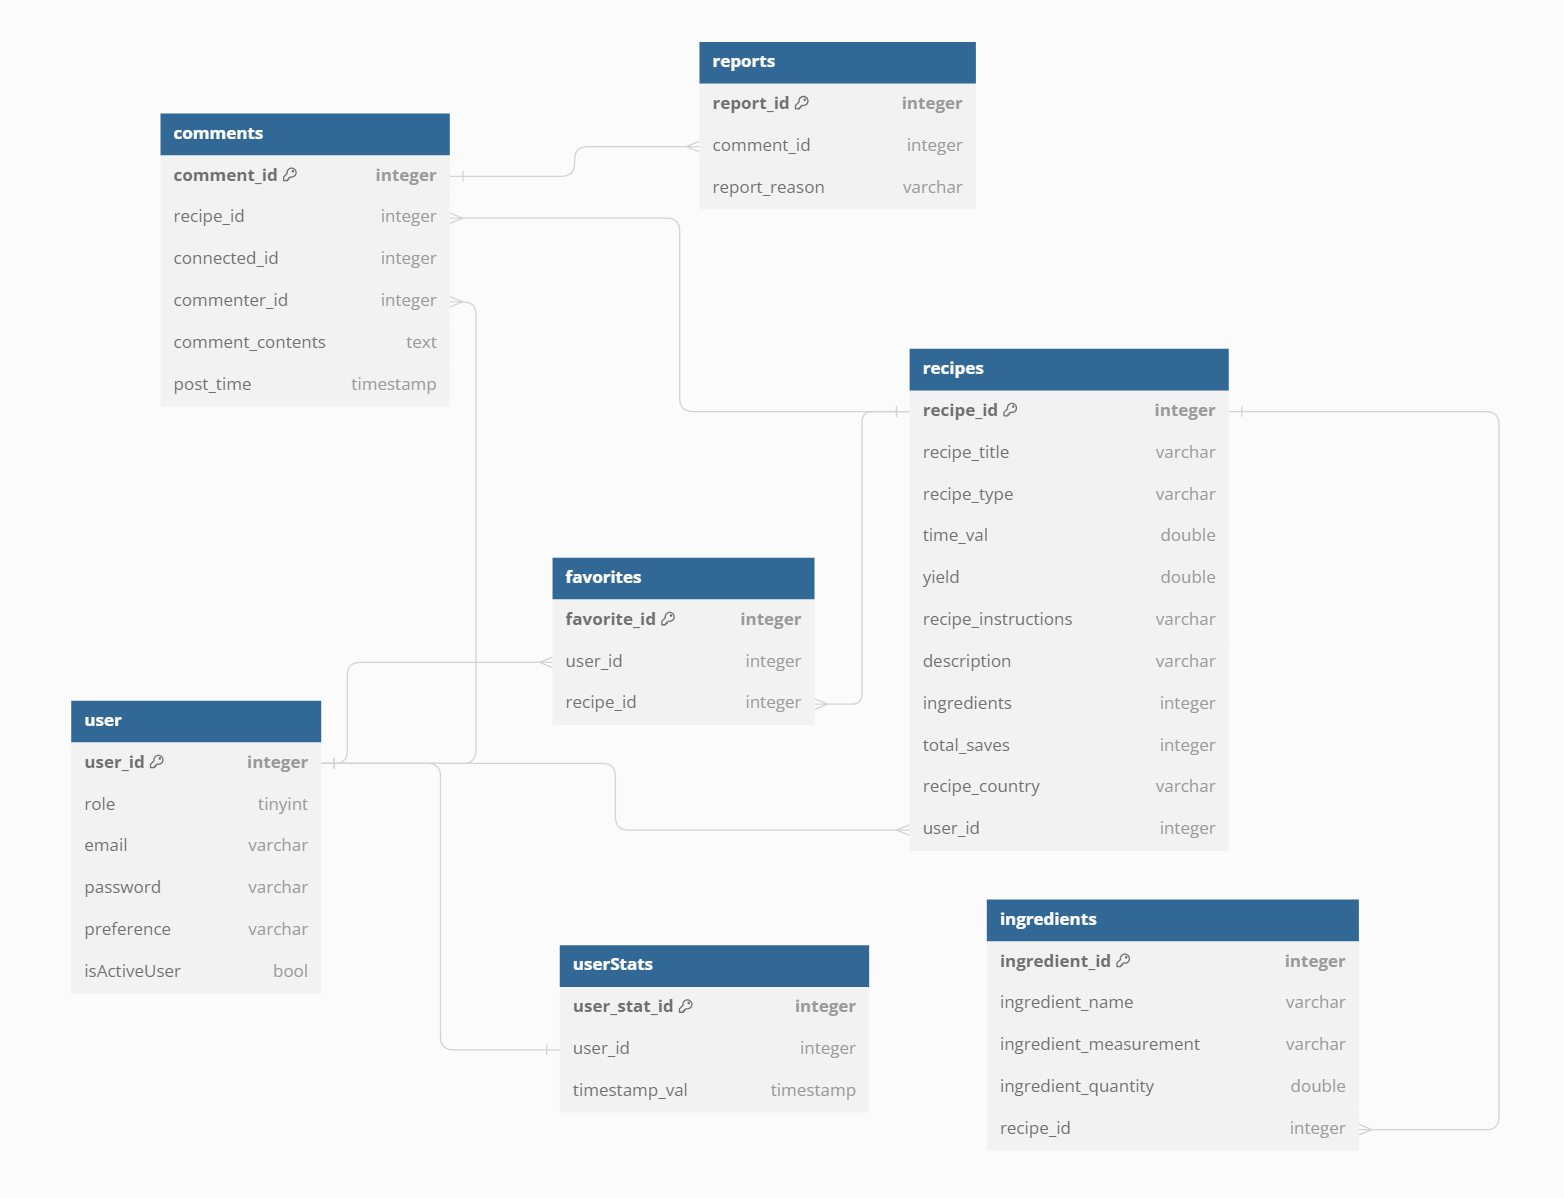 reports
report_id integer
comment_id integer
report_reason varchar
comments
comment_id integer
recipe_id integer
connected_id integer
commenter_id integer
comment_contents text
post_time timestamp
recipes
recipe_id integer
recipe_title varchar
recipe_type varchar
time_val double
yield double
recipe_instructions varchar
description varchar
ingredients integer
total_saves integer
recipe_country varchar
user_id integer
favorites
favorite_id integer
user_id integer
recipe_id integer
user
user_id integer
role tinyint
email varchar
password varchar
preference varchar
isActiveUser bool
userStats
user_stat_id integer
user_id integer
timestamp_val timestamp
ingredients
ingredient_id integer
ingredient_name varchar
ingredient_measurement varchar
ingredient_quantity double
recipe_id integer